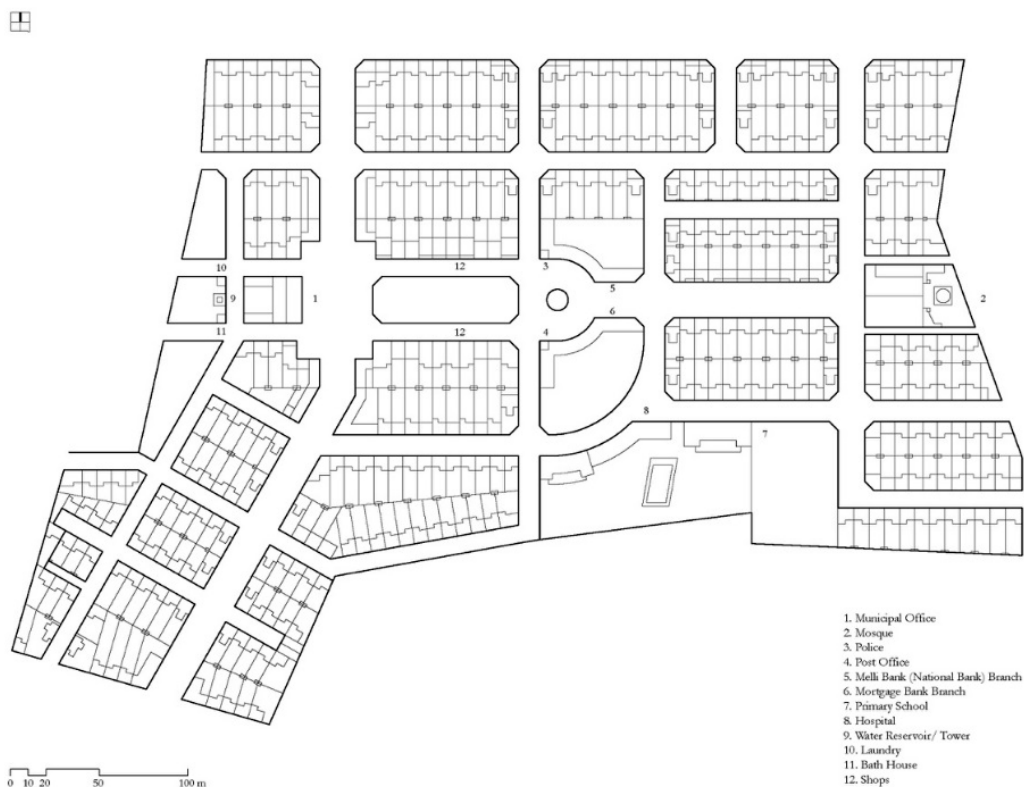 10
12
3
5
9
1
2
11
12
6
4
8
7
1. Municipal Office
2. Mosque
3. Police
4. Post Office
5. Melli Bank (National Bank) Branch
6. Mortgage Bank Branch
7. Primary School
8. Hospital
9. Water Reservoir/ Tower
10. Laundry
11. Bath House
12. Shops
0 10 20 50 100 m